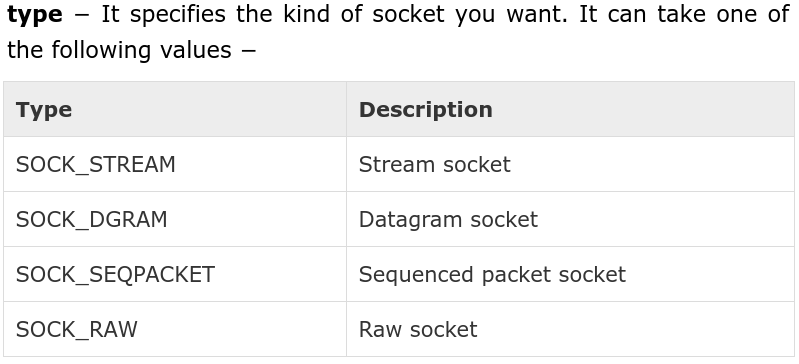 type − It specifies the kind of socket you want. It can take one of
the following values −
Type Description
SOCK_STREAM Stream socket
SOCK_DGRAM Datagram socket
SOCK_SEQPACKET Sequenced packet socket
SOCK_RAW Raw socket